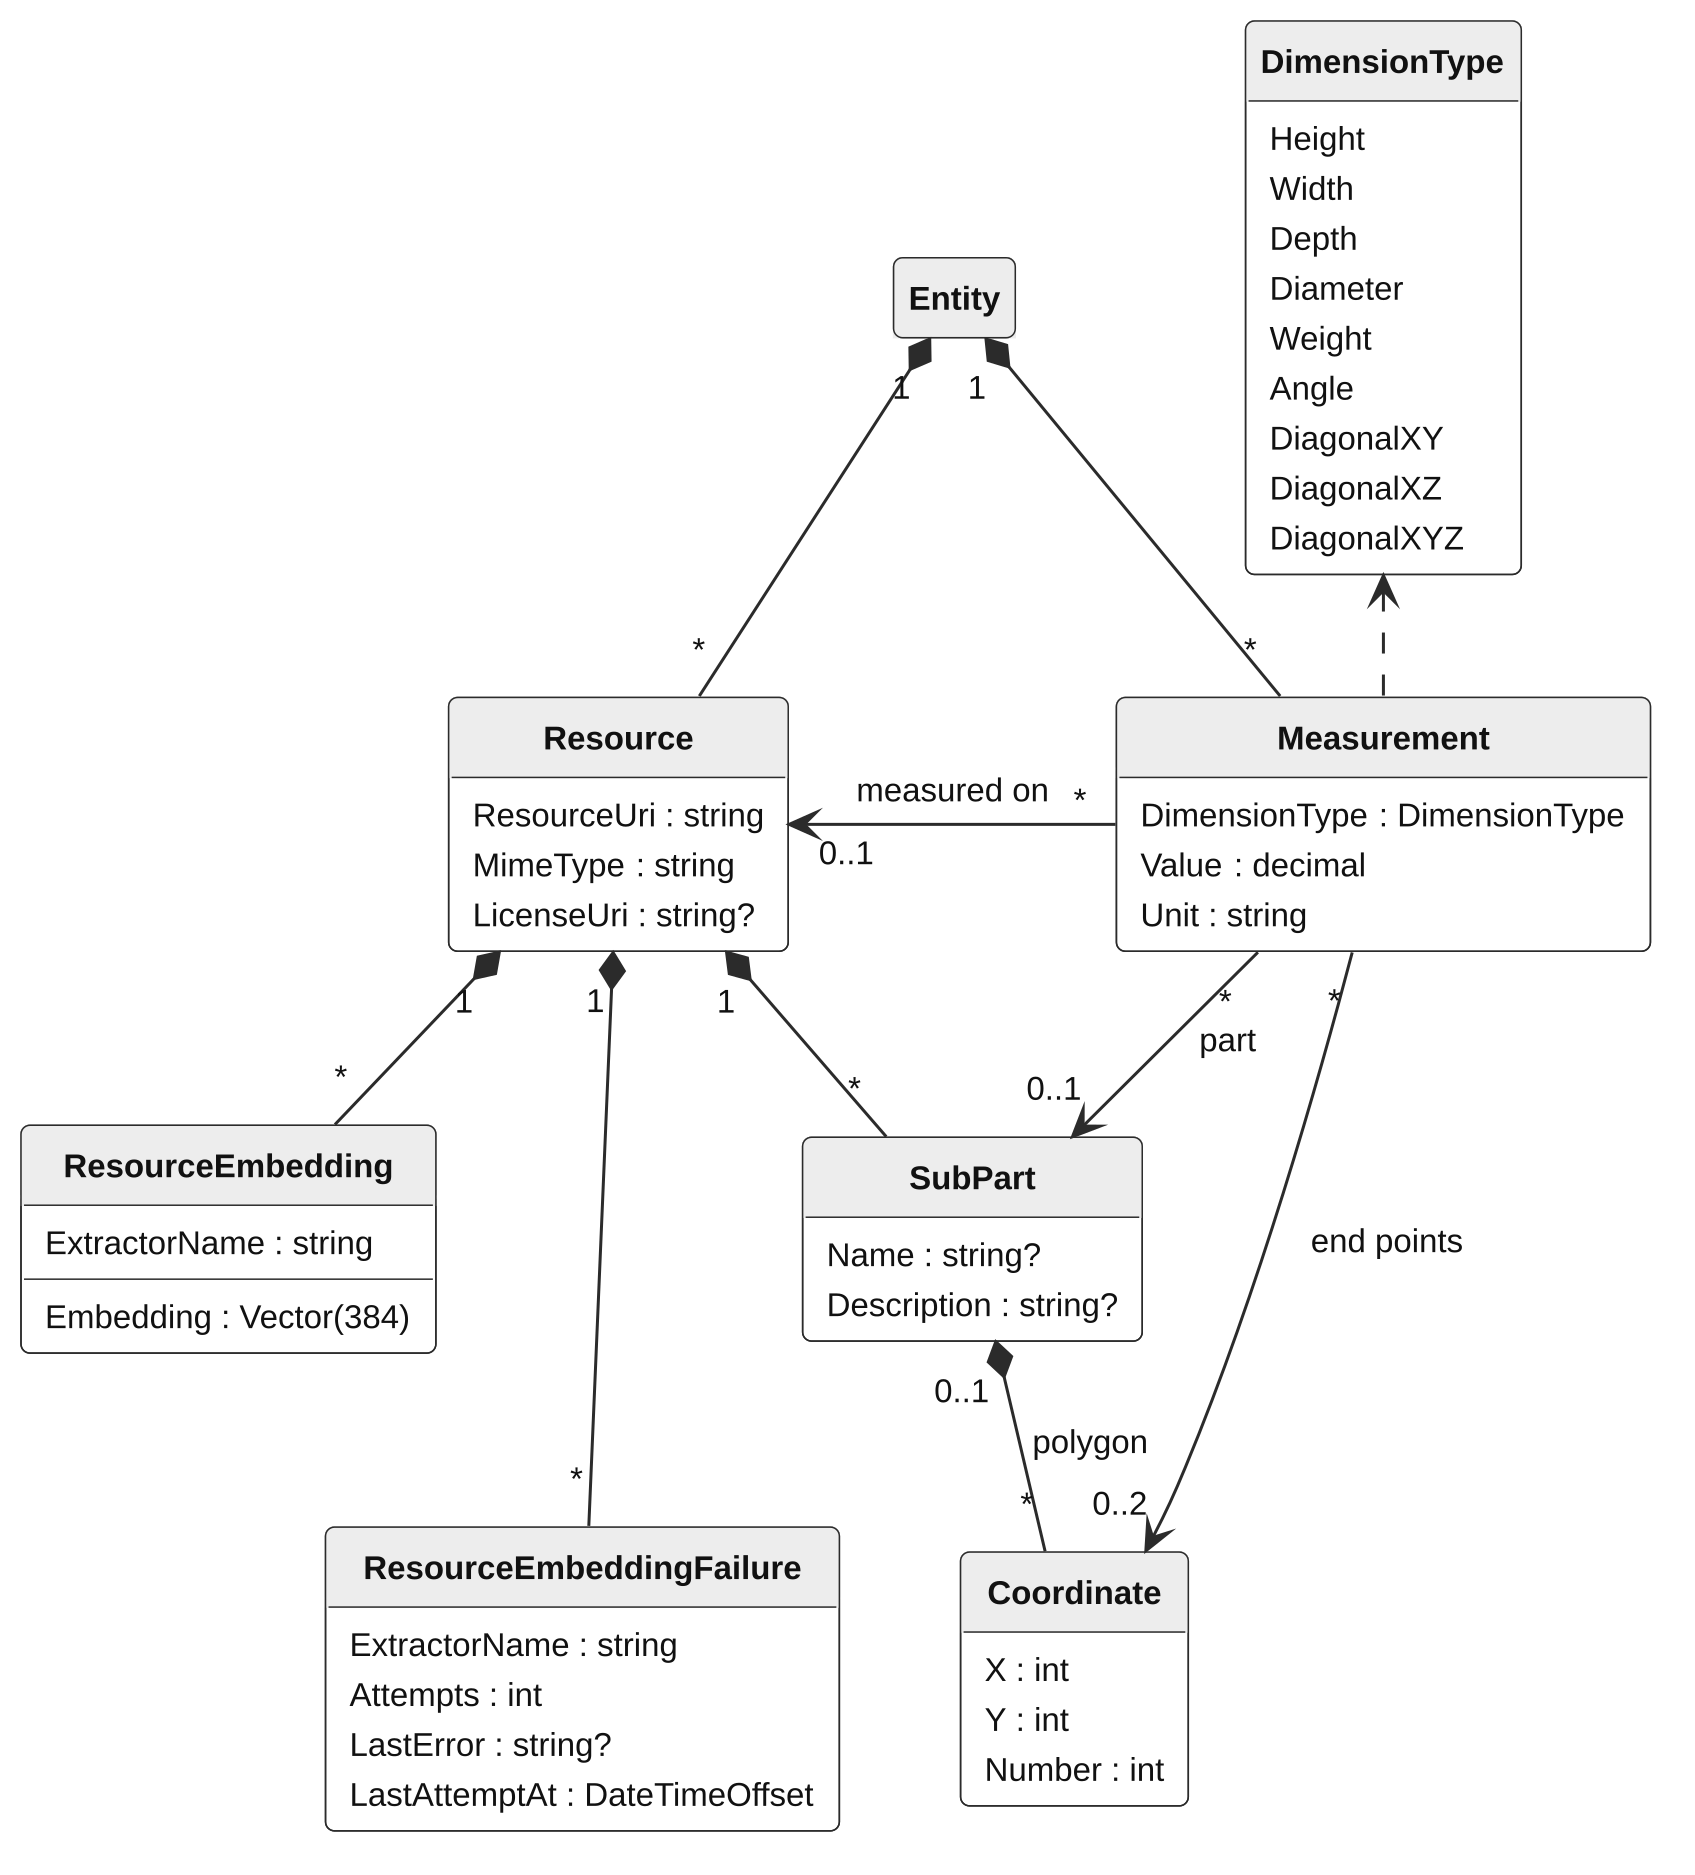 DimensionType
Height
Width
Depth
Diameter
Weight
Angle
DiagonalXY
DiagonalXZ
DiagonalXYZ
Entity
1
1
*
*
Resource
ResourceUri : string
MimeType : string
LicenseUri : string?
measured on
*
0..1
Measurement
DimensionType : DimensionType
Value : decimal
Unit : string
1
1
1
*
*
part
*
*
0..1
ResourceEmbedding
ExtractorName : string
Embedding : Vector(384)
SubPart
Name : string?
Description : string?
end points
0..1
polygon
*
*
0..2
ResourceEmbeddingFailure
ExtractorName : string
Attempts : int
LastError : string?
LastAttemptAt : DateTimeOffset
Coordinate
X : int
Y : int
Number : int